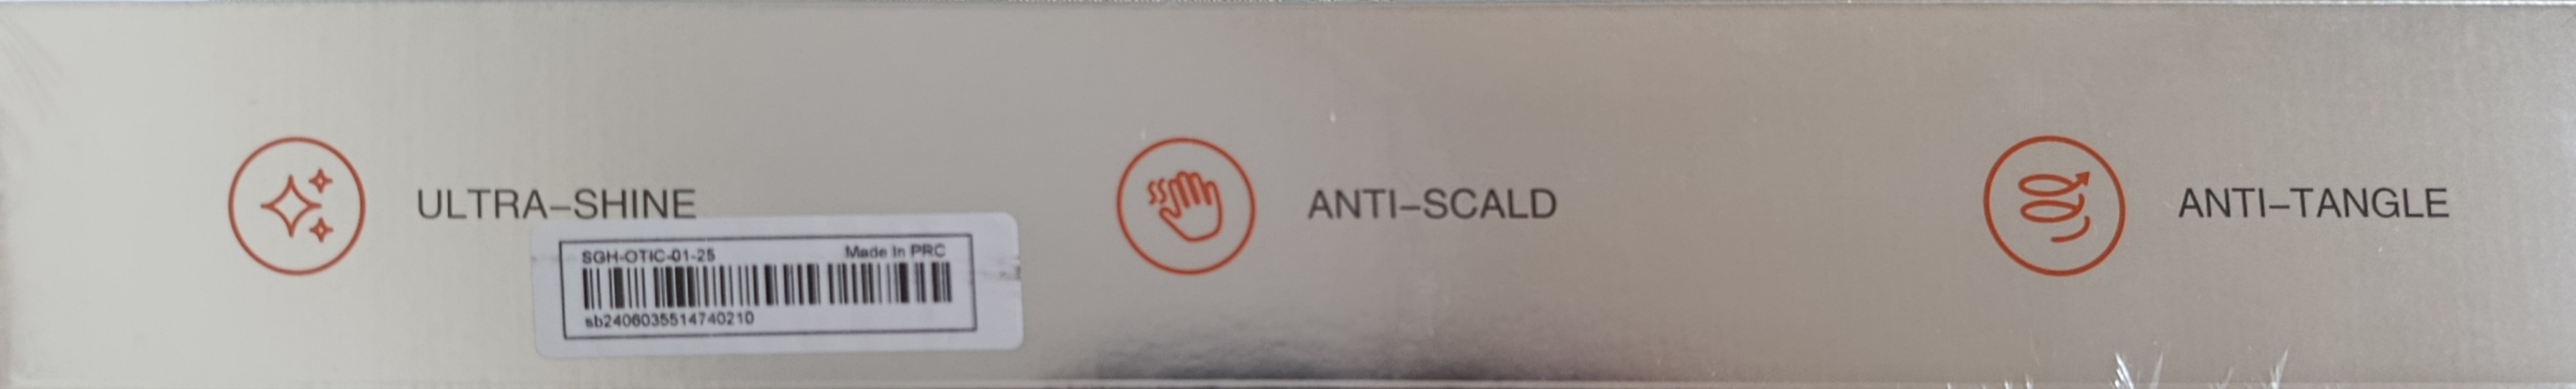 ULTRA–SHINE
ANTI–SCALD
ANTI–TANGLE
SGH-OTIC-01-25
Made In PRC
sb2406035514740210